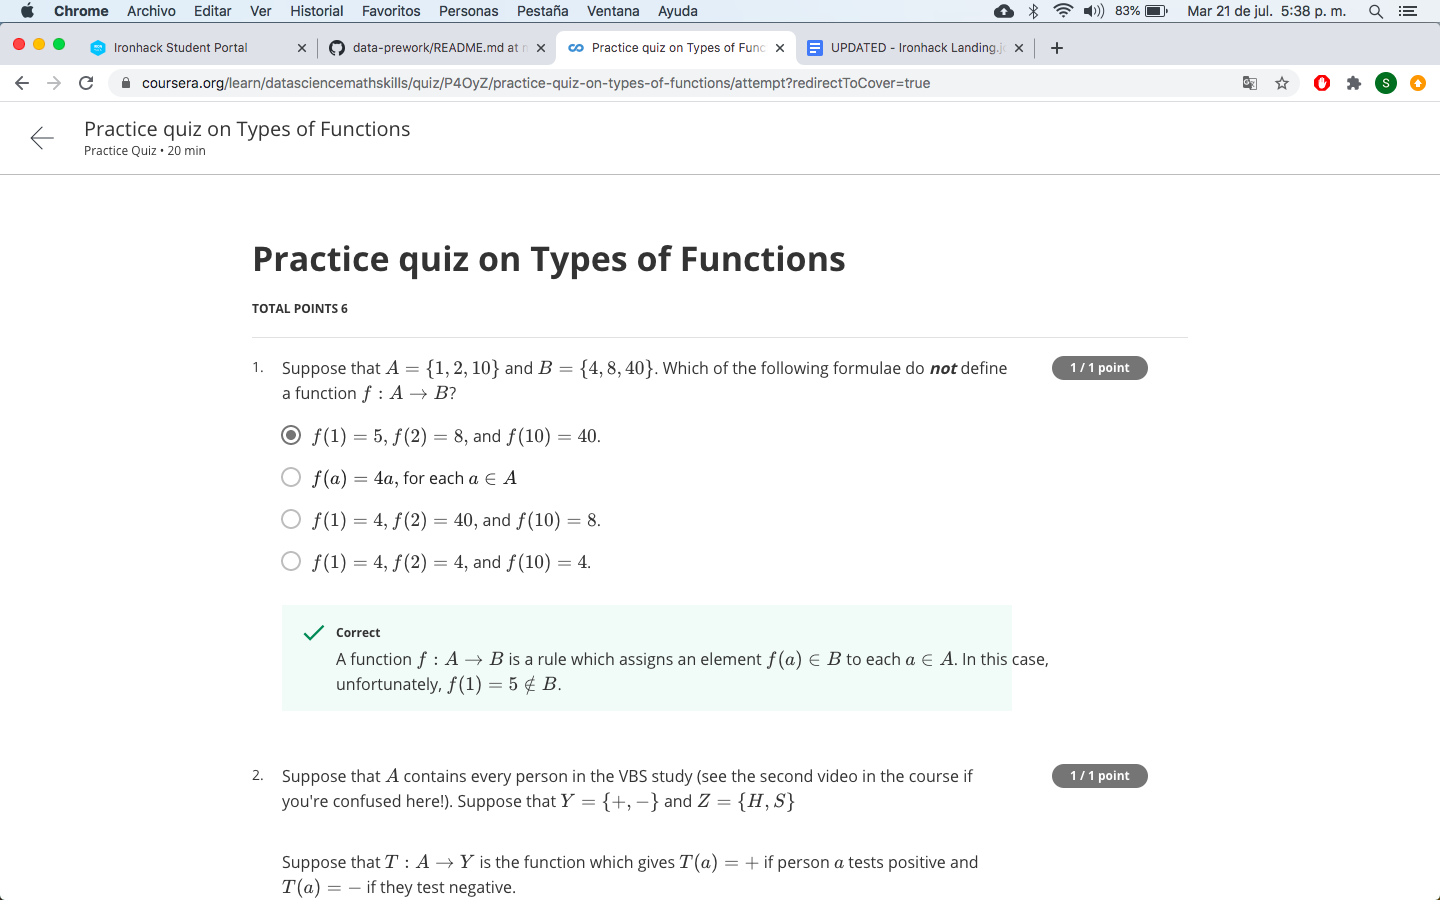 Chrome Archivo Editar Ver Historial Favoritos Personas Pestaña Ventana Ayuda 83% Mar 21 de jul. 5:38 p. m.
Ironhack Student Portal data-prework/README.md at Practice quiz on Types of Func UPDATED - Ironhack Landing.
coursera.org/learn/datasciencemathskills/quiz/P4OyZ/practice-quiz-on-types-of-functions/attempt?redirectToCover=true S
Practice quiz on Types of Functions
Practice Quiz • 20 min
Practice quiz on Types of Functions
TOTAL POINTS 6
1. Suppose that A = {1, 2, 10} and B = {4, 8, 40}. Which of the following formulae do not define 1 / 1 point
a function f : A → B?
f(1) = 5, f(2) = 8, and f(10) = 40.
f(a) = 4a, for each a ∈ A
f(1) = 4, f(2) = 40, and f(10) = 8.
f(1) = 4, f(2) = 4, and f(10) = 4.
Correct
A function f : A → B is a rule which assigns an element f(a) ∈ B to each a ∈ A. In this case,
unfortunately, f(1) = 5 ∉ B.
2. Suppose that A contains every person in the VBS study (see the second video in the course if 1 / 1 point
you're confused here!). Suppose that Y = {+, −} and Z = {H, S}
Suppose that T : A → Y is the function which gives T(a) = + if person a tests positive and
T(a) = − if they test negative.